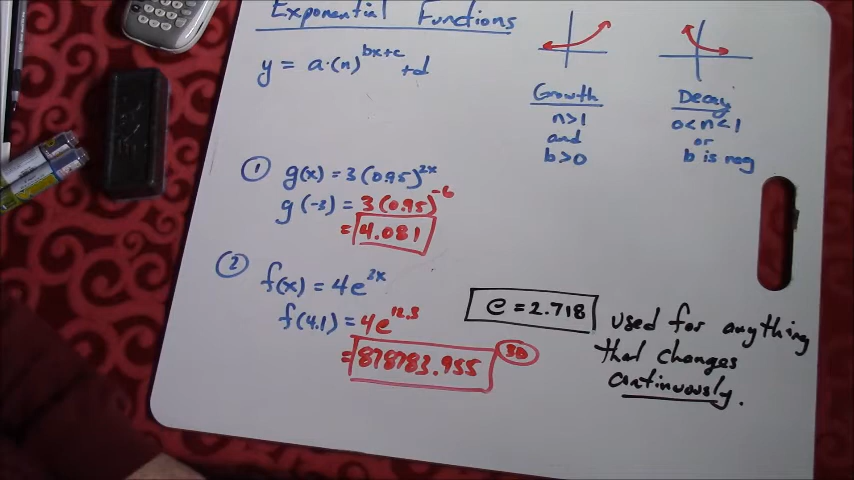 Exponential Functions
y = a·(n)^bx+c +d
Growth
n>1
and
b>0
Decay
0<n<1
or
b is neg
① g(x) = 3(0.95)^2x
g(-3) = 3(0.95)^-6
= 4.081
② f(x) = 4e^3x
f(4.1) = 4e^12.3
= 878783.955 3D
e = 2.718
used for anything
that changes
continuously.